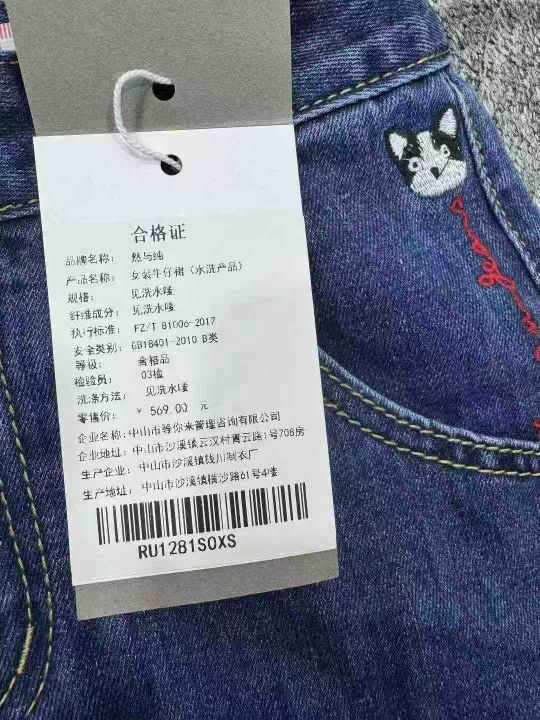 合格证
品牌名称： 然与纯
产品名称： 女装牛仔裙（水洗产品）
规格： 见洗水唛
纤维成分： 见洗水唛
执行标准： FZ/T 81006-2017
安全类别： GB18401-2010 B类
等级： 合格品
检验员： 03检
洗涤方法： 见洗水唛
零售价： ¥ 569.00 元
企业名称：中山市等你来管理咨询有限公司
企业地址：中山市沙溪镇云汉村霄云路1号708房
生产企业： 中山市沙溪镇钱川制衣厂
生产地址： 中山市沙溪镇横沙路61号4楼
RU1281S0XS